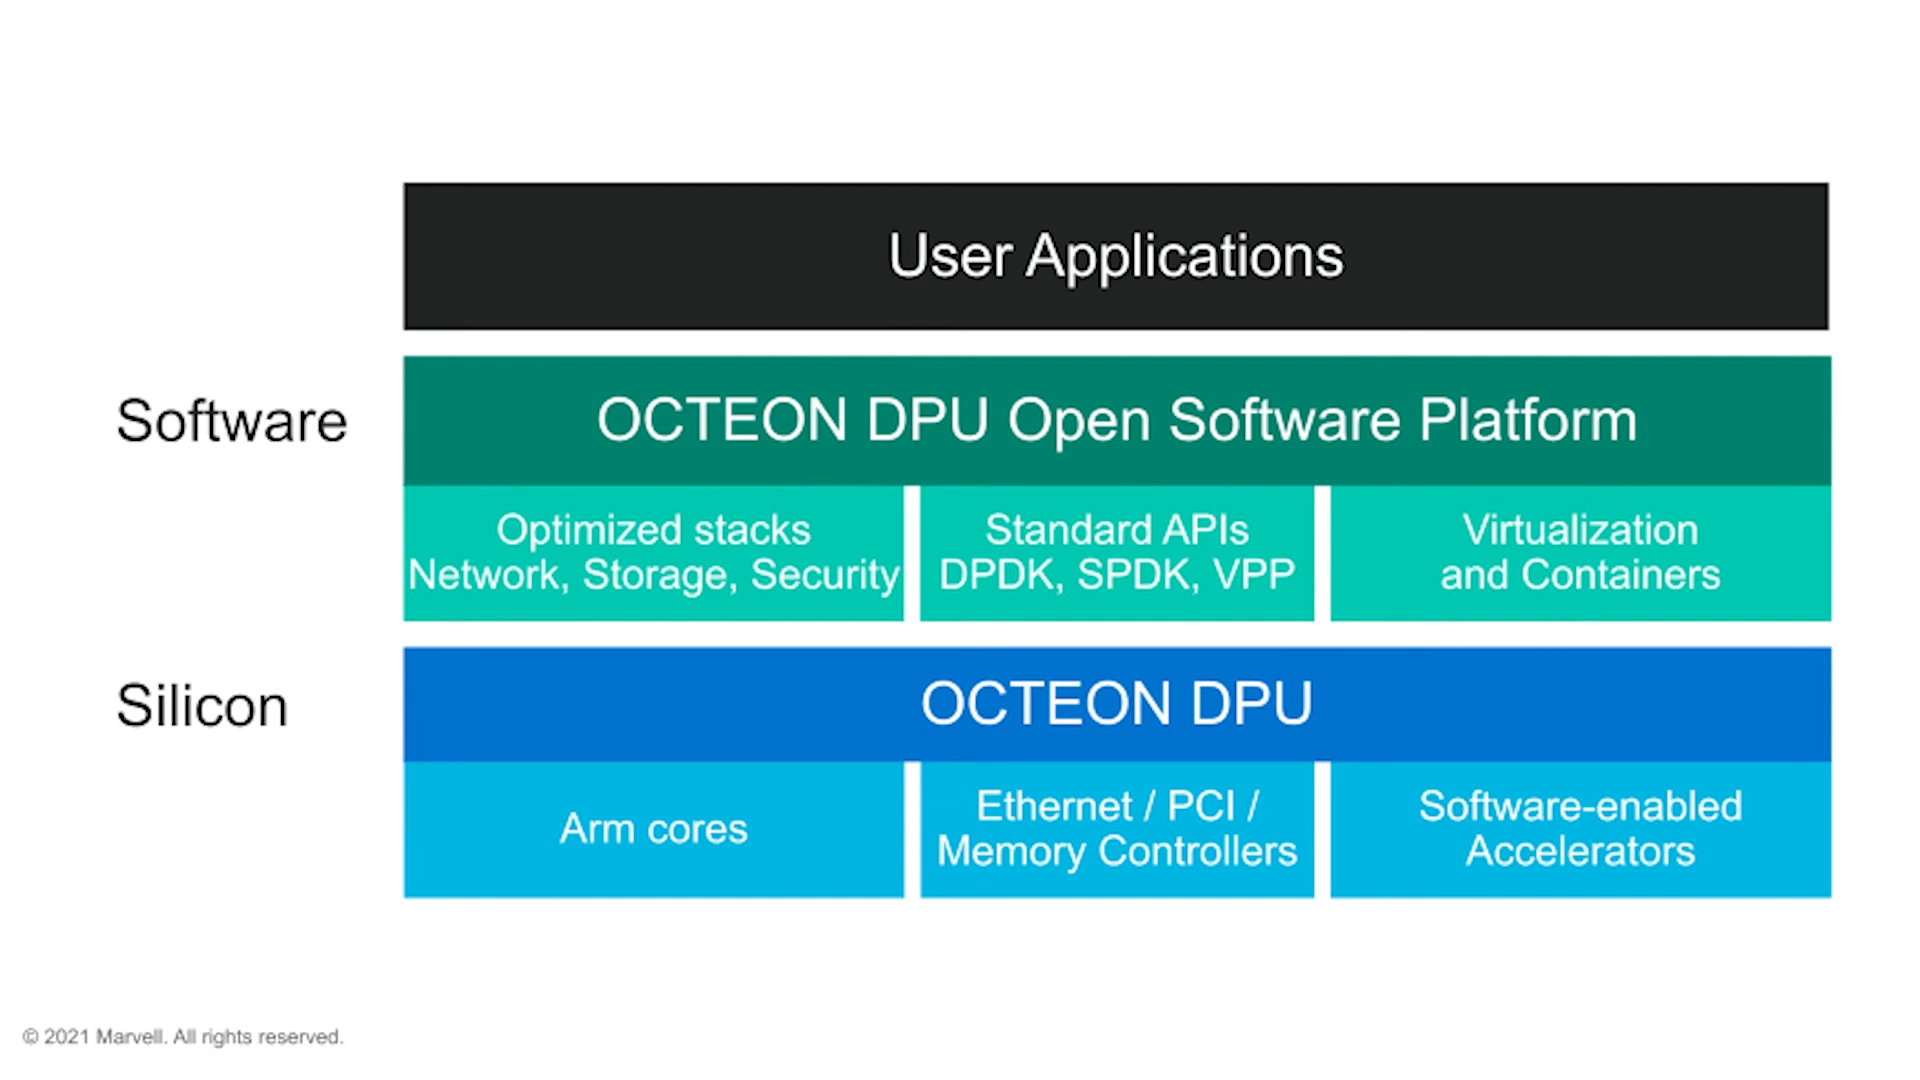 User Applications
Software
OCTEON DPU Open Software Platform
Optimized stacks
Network, Storage, Security
Standard APIs
DPDK, SPDK, VPP
Virtualization
and Containers
Silicon
OCTEON DPU
Arm cores
Ethernet / PCI /
Memory Controllers
Software-enabled
Accelerators
© 2021 Marvell. All rights reserved.